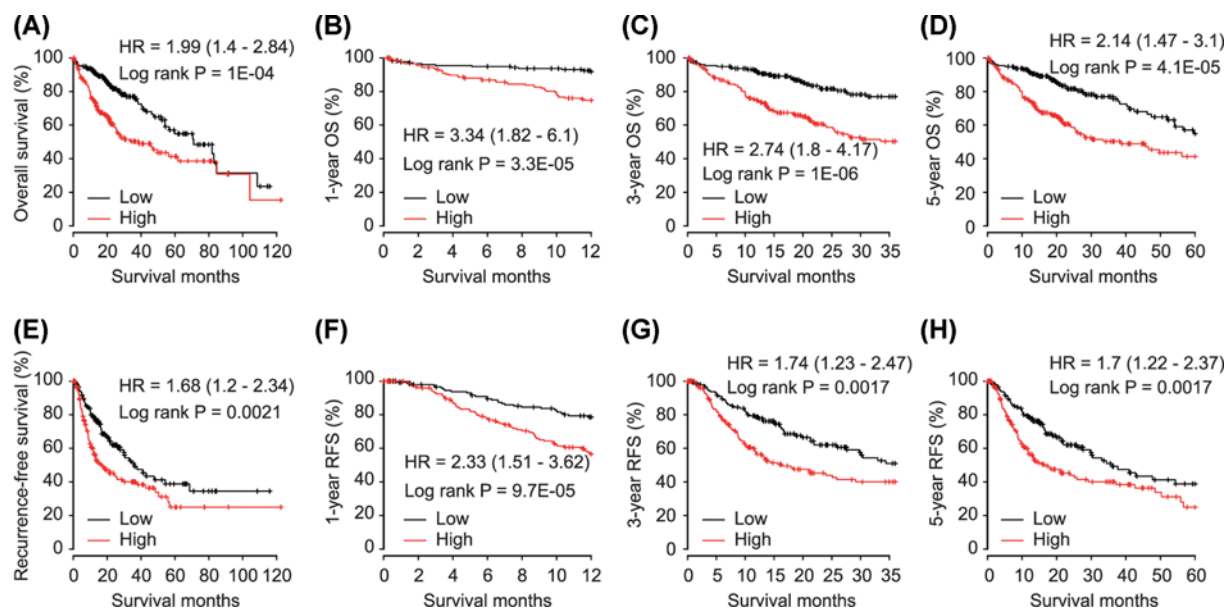 (A)
HR = 1.99 (1.4 - 2.84)
Log rank P = 1E-04
Overall survival (%)
100
80
60
40
20
0
Low
High
0 20 40 60 80 100 120
Survival months
(B)
100
80
60
40
20
0
1-year OS (%)
HR = 3.34 (1.82 - 6.1)
Log rank P = 3.3E-05
Low
High
0 2 4 6 8 10 12
Survival months
(C)
100
80
60
40
20
0
3-year OS (%)
HR = 2.74 (1.8 - 4.17)
Log rank P = 1E-06
Low
High
0 5 10 15 20 25 30 35
Survival months
(D)
HR = 2.14 (1.47 - 3.1)
Log rank P = 4.1E-05
5-year OS (%)
100
80
60
40
20
0
Low
High
0 10 20 30 40 50 60
Survival months
(E)
HR = 1.68 (1.2 - 2.34)
Log rank P = 0.0021
Recurrence-free survival (%)
100
80
60
40
20
0
Low
High
0 20 40 60 80 100 120
Survival months
(F)
100
80
60
40
20
0
1-year RFS (%)
HR = 2.33 (1.51 - 3.62)
Log rank P = 9.7E-05
Low
High
0 2 4 6 8 10 12
Survival months
(G)
HR = 1.74 (1.23 - 2.47)
Log rank P = 0.0017
3-year RFS (%)
100
80
60
40
20
0
Low
High
0 5 10 15 20 25 30 35
Survival months
(H)
HR = 1.7 (1.22 - 2.37)
Log rank P = 0.0017
5-year RFS (%)
100
80
60
40
20
0
Low
High
0 10 20 30 40 50 60
Survival months